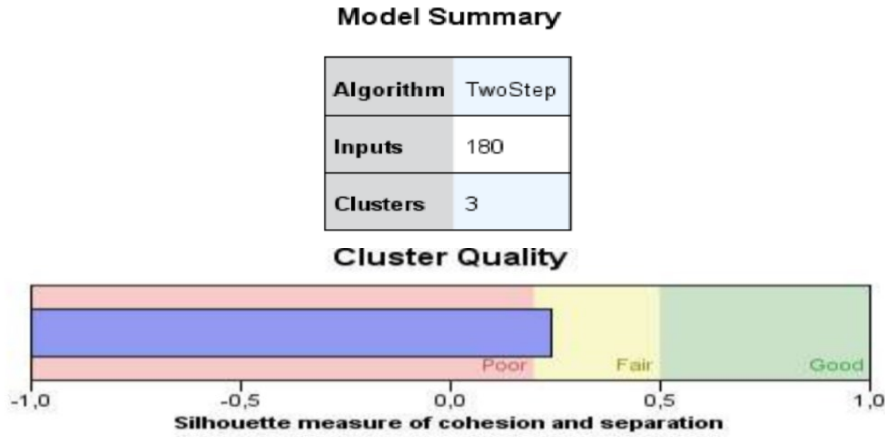 Model Summary
Algorithm TwoStep
Inputs 180
Clusters 3
Cluster Quality
Poor Fair Good
-1,0 -0,5 0,0 0,5 1,0
Silhouette measure of cohesion and separation